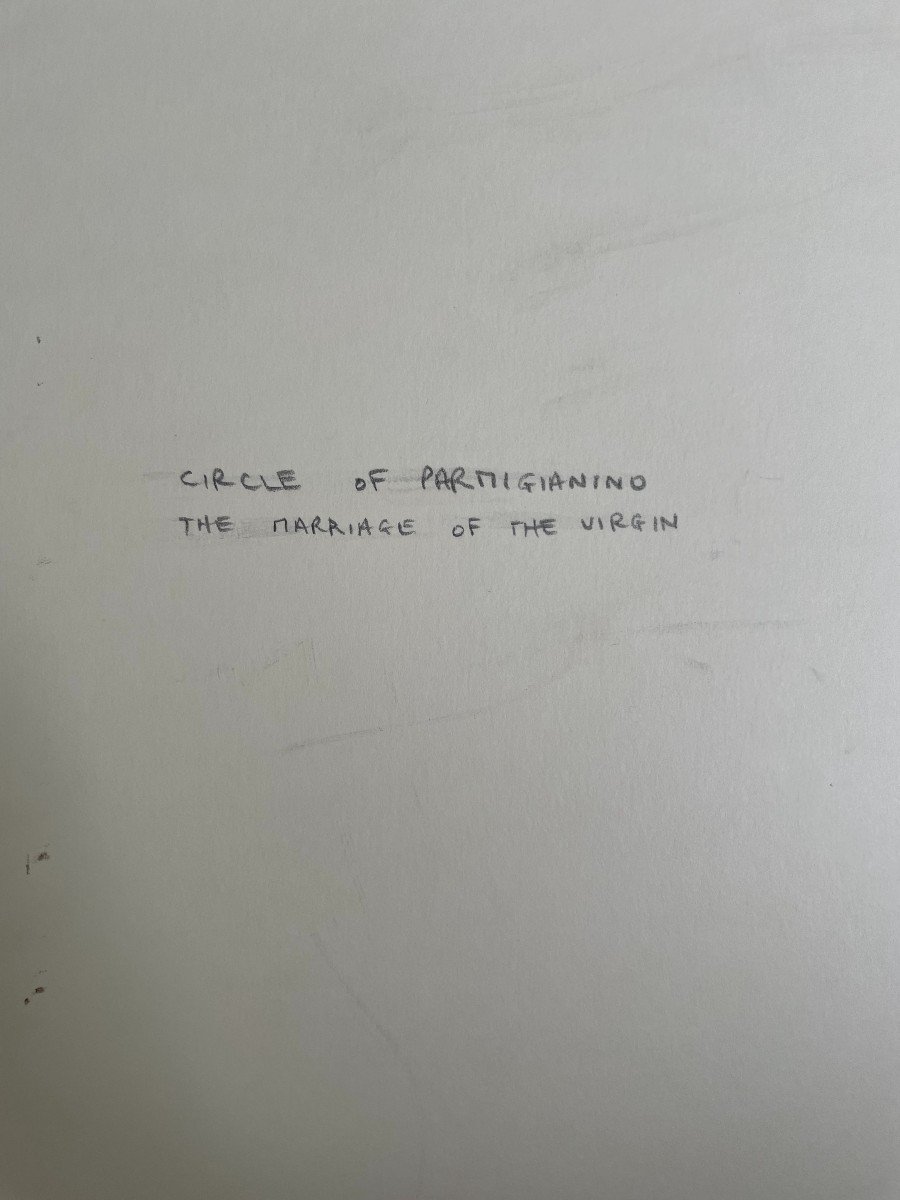 CIRCLE OF PARMIGIANINO
THE MARRIAGE OF THE VIRGIN